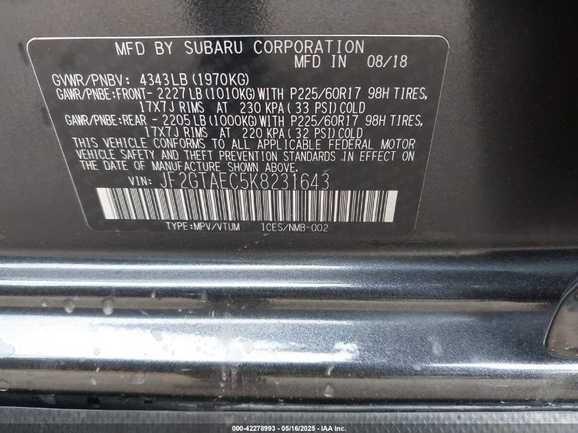 MFD BY SUBARU CORPORATION
MFD IN 08/18
GVWR/PNBV: 4343LB (1970KG)
GAWR/PNBE:FRONT- 2227LB (1010KG) WITH P225/60R17 98H TIRES,
17X7J RIMS AT 230 KPA (33 PSI) COLD
GAWR/PNBE:REAR - 2205LB (1000KG) WITH P225/60R17 98H TIRES,
17X7J RIMS AT 220 KPA (32 PSI) COLD
THIS VEHICLE CONFORMS TO ALL APPLICABLE FEDERAL MOTOR
VEHICLE SAFETY AND THEFT PREVENTION STANDARDS IN EFFECT ON
THE DATE OF MANUFACTURE SHOWN ABOVE.
VIN: JF2GTAEC5K8231643
TYPE:MPV/VTUM ICES/NMB-002
000-42278993 - 05/16/2025 - IAA Inc.